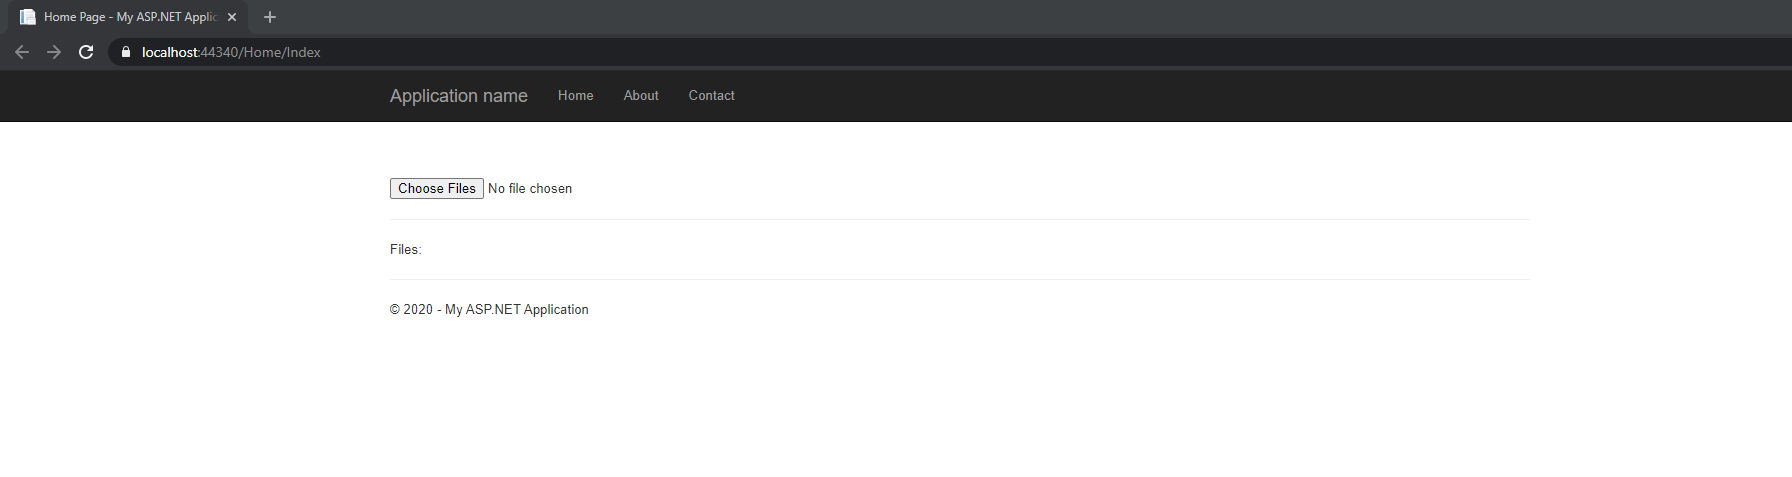 Home Page - My ASP.NET Applic
localhost:44340/Home/Index
Application name Home About Contact
Choose Files No file chosen
Files:
© 2020 - My ASP.NET Application